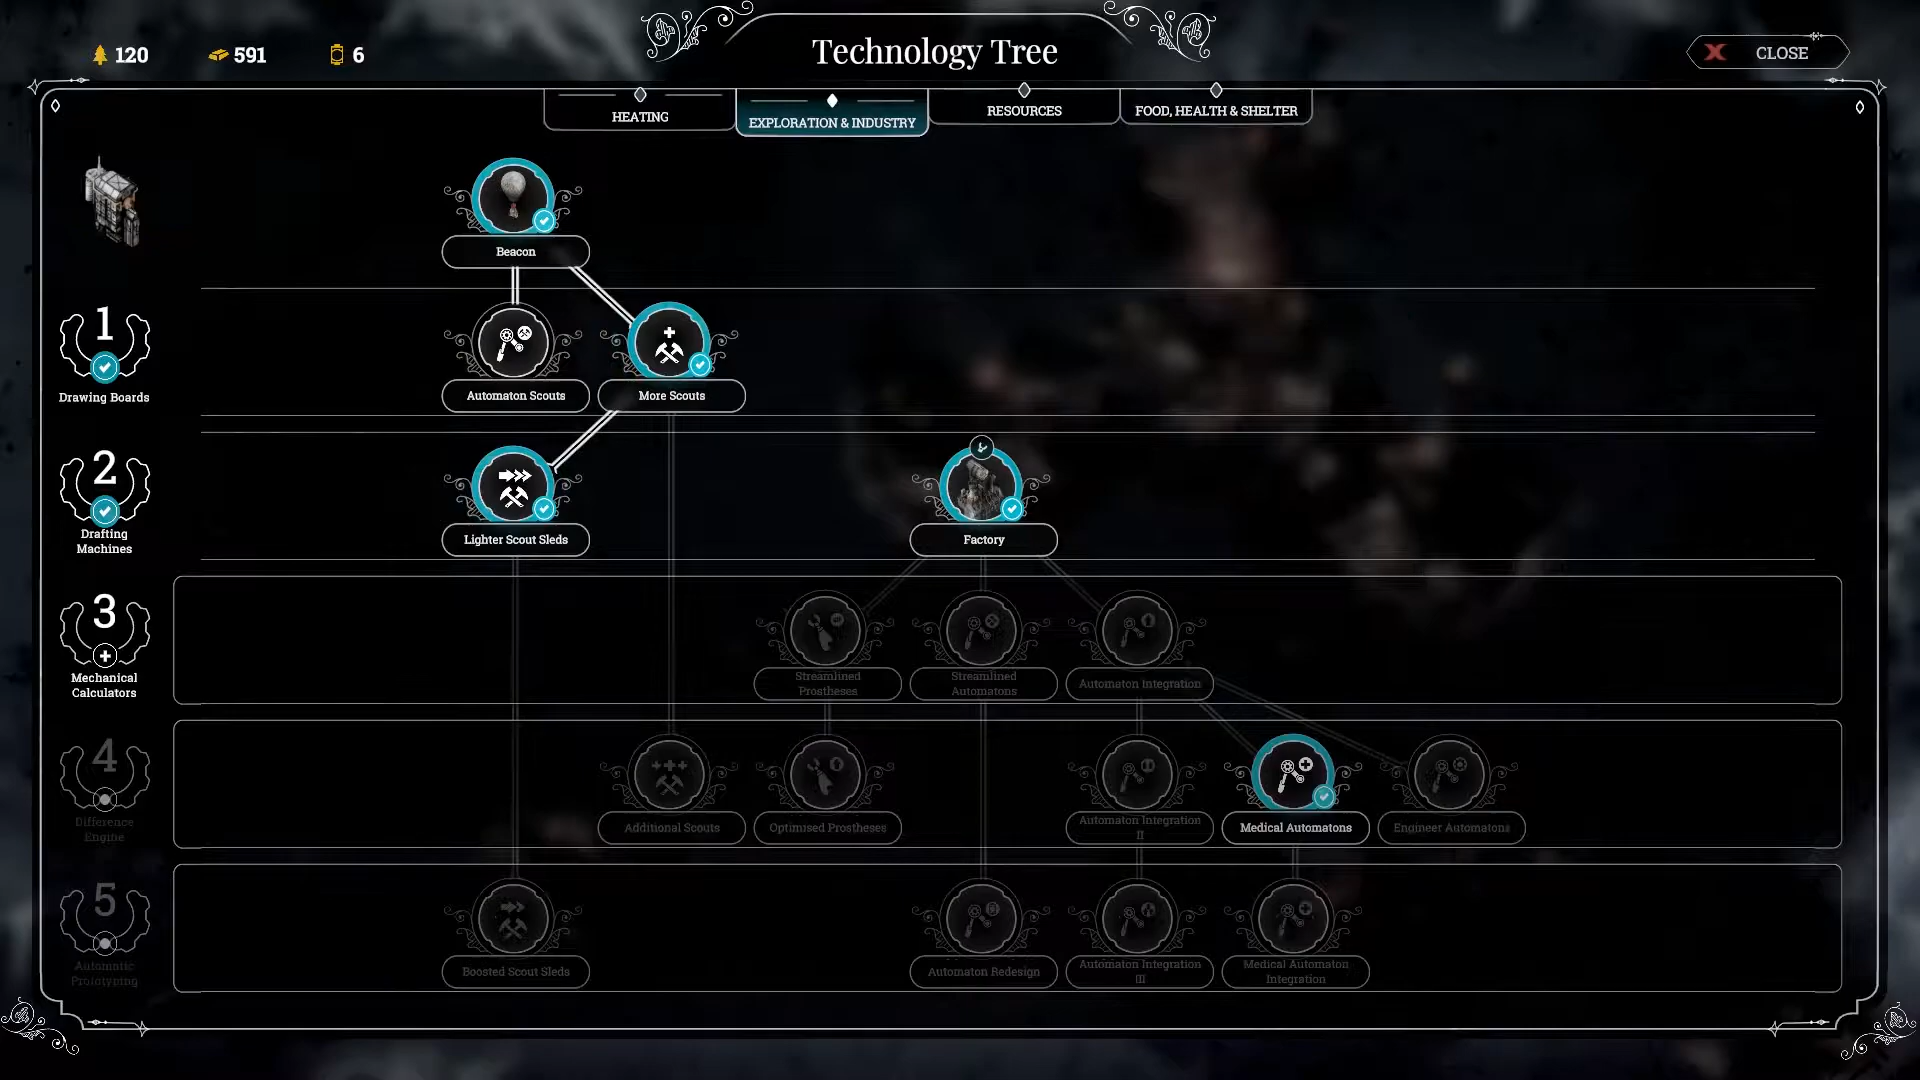 120 591 6
Technology Tree
CLOSE
HEATING
EXPLORATION & INDUSTRY
RESOURCES
FOOD, HEALTH & SHELTER
Beacon
1
Drawing Boards
Automaton Scouts
More Scouts
2
Drafting
Machines
Lighter Scout Sleds
Factory
3
Mechanical
Calculators
Streamlined
Prostheses
Streamlined
Automatons
Automaton Integration
4
Difference
Engine
Additional Scouts
Optimised Prostheses
Automaton Integration
II
Medical Automatons
Engineer Automatons
5
Automatic
Prototyping
Boosted Scout Sleds
Automaton Redesign
Automaton Integration
III
Medical Automaton
Integration